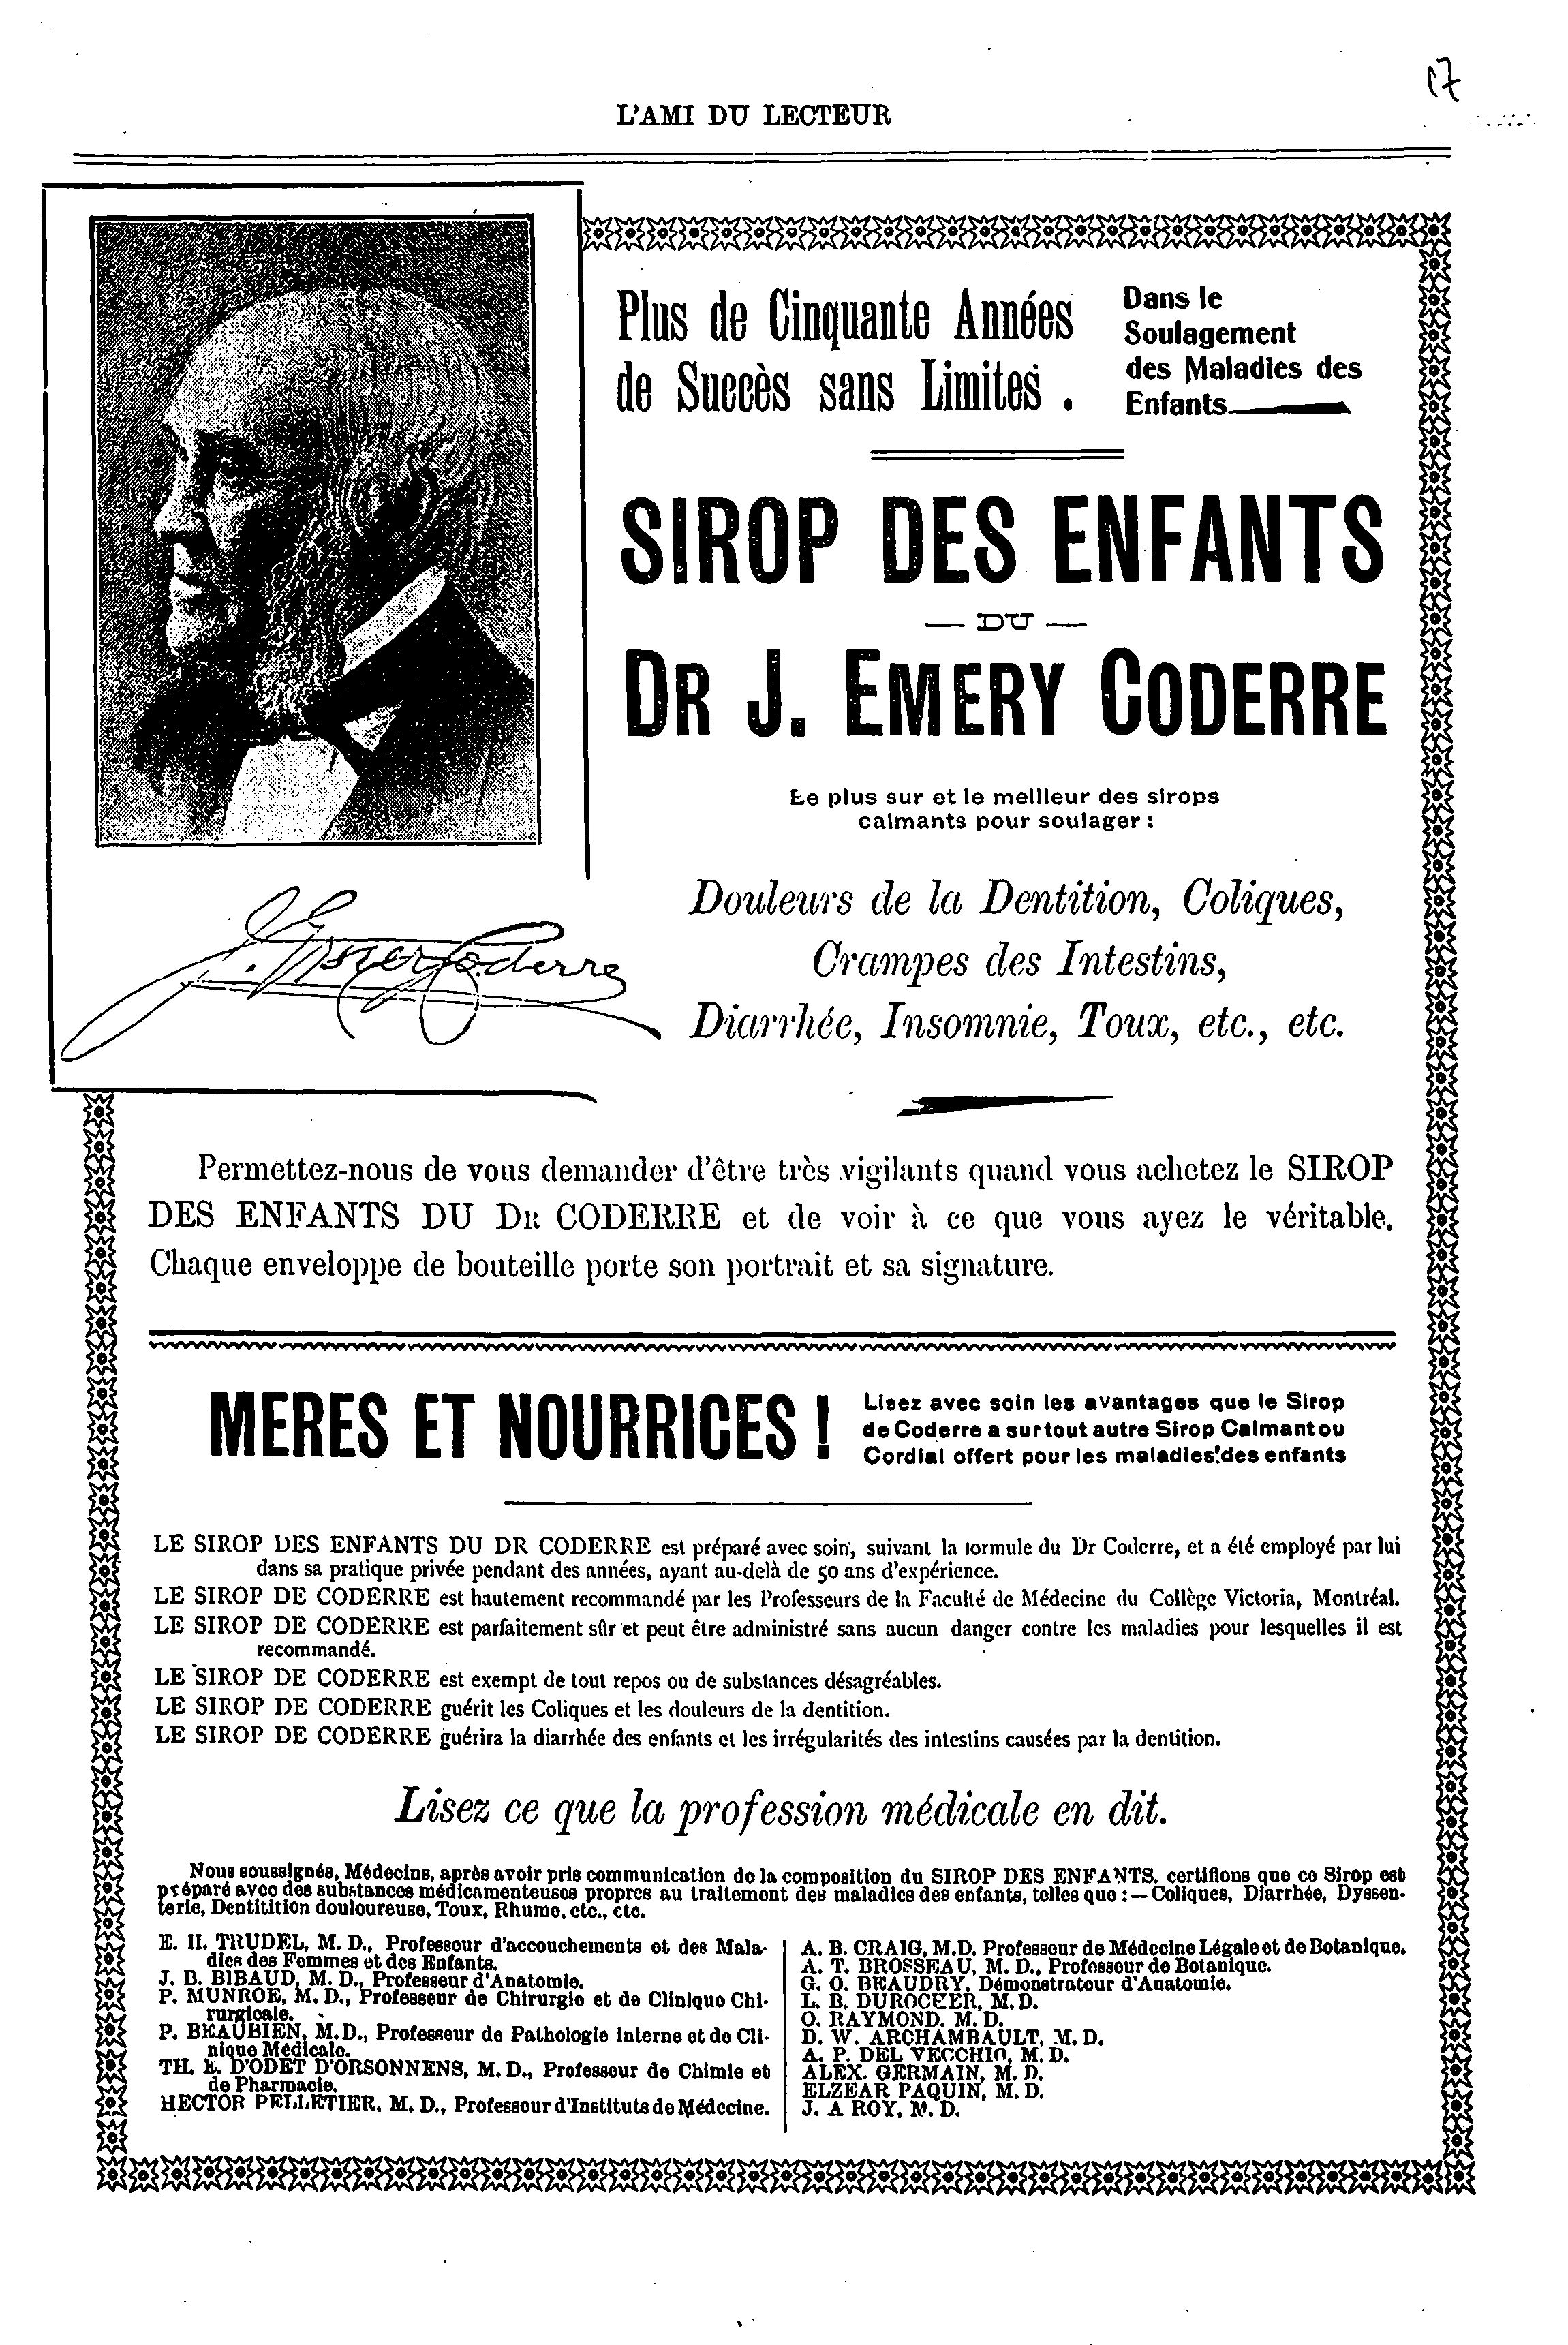 17
L'AMI DU LECTEUR
Plus de Cinquante Années
de Succès sans Limites .
Dans le
Soulagement
des Maladies des
Enfants
SIROP DES ENFANTS
— DU —
DR J. EMERY CODERRE
Le plus sur et le meilleur des sirops
calmants pour soulager :
Douleurs de la Dentition, Coliques,
Crampes des Intestins,
Diarrhée, Insomnie, Toux, etc., etc.
J. Emery Coderre
Permettez-nous de vous demander d'être très vigilants quand vous achetez le SIROP
DES ENFANTS DU DR CODERRE et de voir à ce que vous ayez le véritable.
Chaque enveloppe de bouteille porte son portrait et sa signature.
MERES ET NOURRICES !
Lisez avec soin les avantages que le Sirop
de Coderre a sur tout autre Sirop Calmant ou
Cordial offert pour les maladies des enfants
LE SIROP DES ENFANTS DU DR CODERRE est préparé avec soin, suivant la formule du Dr Coderre, et a été employé par lui
dans sa pratique privée pendant des années, ayant au-delà de 50 ans d'expérience.
LE SIROP DE CODERRE est hautement recommandé par les Professeurs de la Faculté de Médecine du Collège Victoria, Montréal.
LE SIROP DE CODERRE est parfaitement sûr et peut être administré sans aucun danger contre les maladies pour lesquelles il est
recommandé.
LE SIROP DE CODERRE est exempt de tout repos ou de substances désagréables.
LE SIROP DE CODERRE guérit les Coliques et les douleurs de la dentition.
LE SIROP DE CODERRE guérira la diarrhée des enfants et les irrégularités des intestins causées par la dentition.
Lisez ce que la profession médicale en dit.
Nous soussignés, Médecins, après avoir pris communication de la composition du SIROP DES ENFANTS, certifions que ce Sirop est
préparé avec des substances médicamenteuses propres au traitement des maladies des enfants, telles que :—Coliques, Diarrhée, Dyssen-
terie, Dentitition douloureuse, Toux, Rhume, etc., etc.
E. H. TRUDEL, M. D., Professeur d'accouchements et des Mala-
dies des Femmes et des Enfants.
J. B. BIBAUD, M. D., Professeur d'Anatomie.
P. MUNROE, M. D., Professeur de Chirurgie et de Clinique Chi-
rurgicale.
P. BEAUBIEN, M. D., Professeur de Pathologie Interne et de Cli-
nique Médicale.
TH. E. D'ODET D'ORSONNENS, M. D., Professeur de Chimie et
de Pharmacie.
HECTOR PELLETIER, M. D., Professeur d'Instituts de Médecine.
A. B. CRAIG, M.D. Professeur de Médecine Légale et de Botanique.
A. T. BROSSEAU, M. D., Professeur de Botanique.
G. O. BEAUDRY, Démonstrateur d'Anatomie.
L. B. DUROCEER, M. D.
O. RAYMOND, M. D.
D. W. ARCHAMBAULT, M. D.
A. P. DEL VECCHIO, M. D.
ALEX. GERMAIN, M. D.
ELZEAR PAQUIN, M. D.
J. A ROY, M. D.